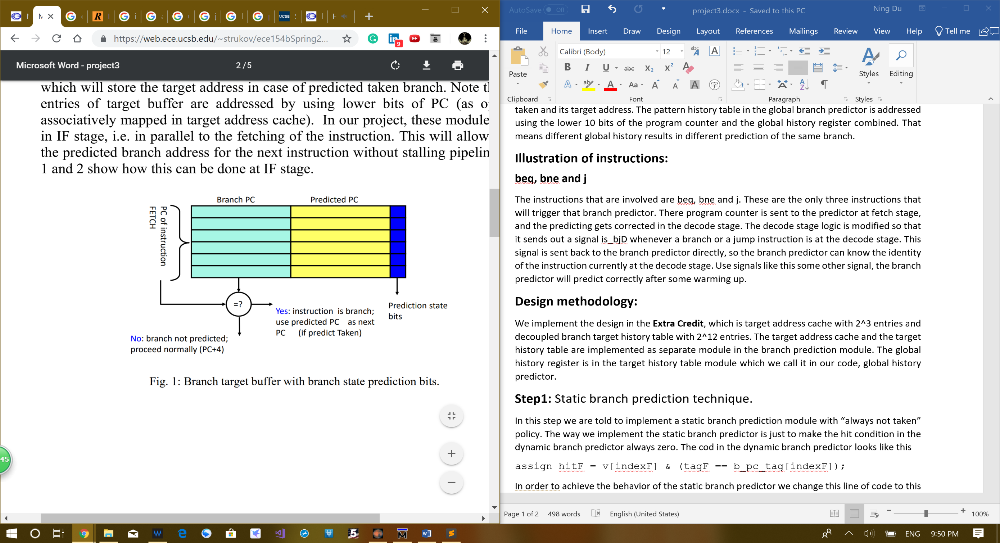 https://web.ece.ucsb.edu/~strukov/ece154bSpring2...
9
UCSB
Microsoft Word - project3
2 / 5
which will store the target address in case of predicted taken branch. Note
entries of target buffer are addressed by using lower bits of PC (as
associatively mapped in target address cache). In our project, these module
in IF stage, i.e. in parallel to the fetching of the instruction. This will allow
the predicted branch address for the next instruction without stalling pipelin
1 and 2 show how this can be done at IF stage.
Branch PC
Predicted PC
PC of instruction
FETCH
=?
Yes: instruction is branch;
use predicted PC as next
PC (if predict Taken)
Prediction state
bits
No: branch not predicted;
proceed normally (PC+4)
Fig. 1: Branch target buffer with branch state prediction bits.
45
AutoSave
Off
project3.docx - Saved to this PC
Ning Du
File
Home
Insert
Draw
Design
Layout
References
Mailings
Review
View
Help
Tell me
Paste
Calibri (Body)
12
Styles
Editing
Clipboard
Font
Paragraph
Styles
taken and its target address. The pattern history table in the global branch predictor is addressed
using the lower 10 bits of the program counter and the global history register combined. That
means different global history results in different prediction of the same branch.
Illustration of instructions:
beq, bne and j
The instructions that are involved are beq, bne and j. These are the only three instructions that
will trigger that branch predictor. There program counter is sent to the predictor at fetch stage,
and the predicting gets corrected in the decode stage. The decode stage logic is modified so that
it sends out a signal is_bjD whenever a branch or a jump instruction is at the decode stage. This
signal is sent back to the branch predictor directly, so the branch predictor can know the identity
of the instruction currently at the decode stage. Use signals like this some other signal, the branch
predictor will predict correctly after some warming up.
Design methodology:
We implement the design in the Extra Credit, which is target address cache with 2^3 entries and
decoupled branch target history table with 2^12 entries. The target address cache and the target
history table are implemented as separate module in the branch prediction module. The global
history register is in the target history table module which we call it in our code, global history
predictor.
Step1: Static branch prediction technique.
In this step we are told to implement a static branch prediction module with “always not taken”
policy. The way we implement the static branch predictor is just to make the hit condition in the
dynamic branch predictor always zero. The cod in the dynamic branch predictor looks like this
assign hitF = v[indexF] & (tagF == b_pc_tag[indexF]);
In order to achieve the behavior of the static branch predictor we change this line of code to this
Page 1 of 2
498 words
English (United States)
100%
ENG
9:50 PM